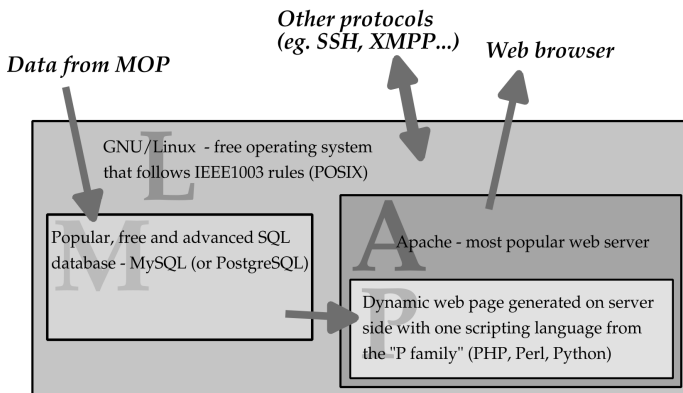 Other protocols
(eg. SSH, XMPP...)
Web browser
Data from MOP
L
GNU/Linux - free operating system
that follows IEEE1003 rules (POSIX)
M
Popular, free and advanced SQL
database - MySQL (or PostgreSQL)
A
Apache - most popular web server
P
Dynamic web page generated on server
side with one scripting language from
the "P family" (PHP, Perl, Python)